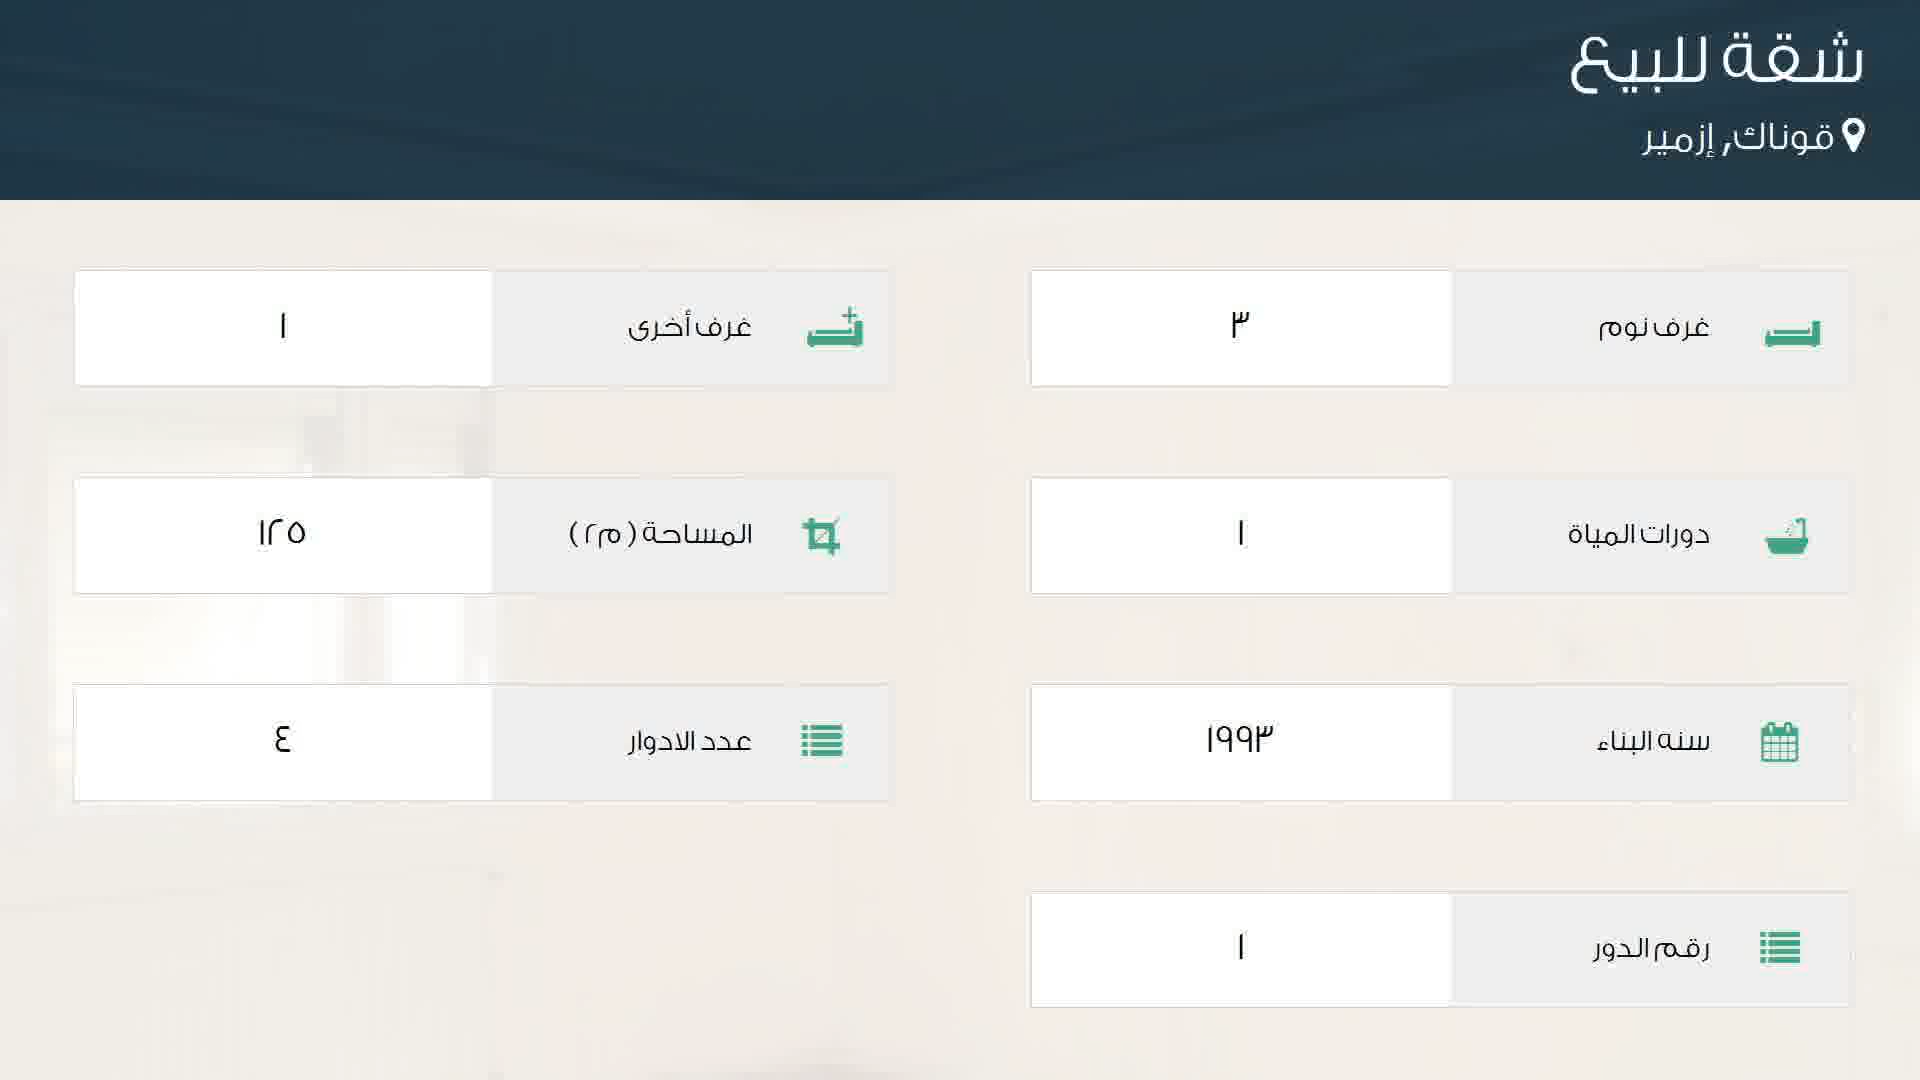 شقة للبيع
قوناك, إزمير
غرف نوم ٣
غرف أخرى ١
دورات المياة ١
المساحة (م٢) ١٢٥
سنه البناء ١٩٩٣
عدد الادوار ٤
رقم الدور ١